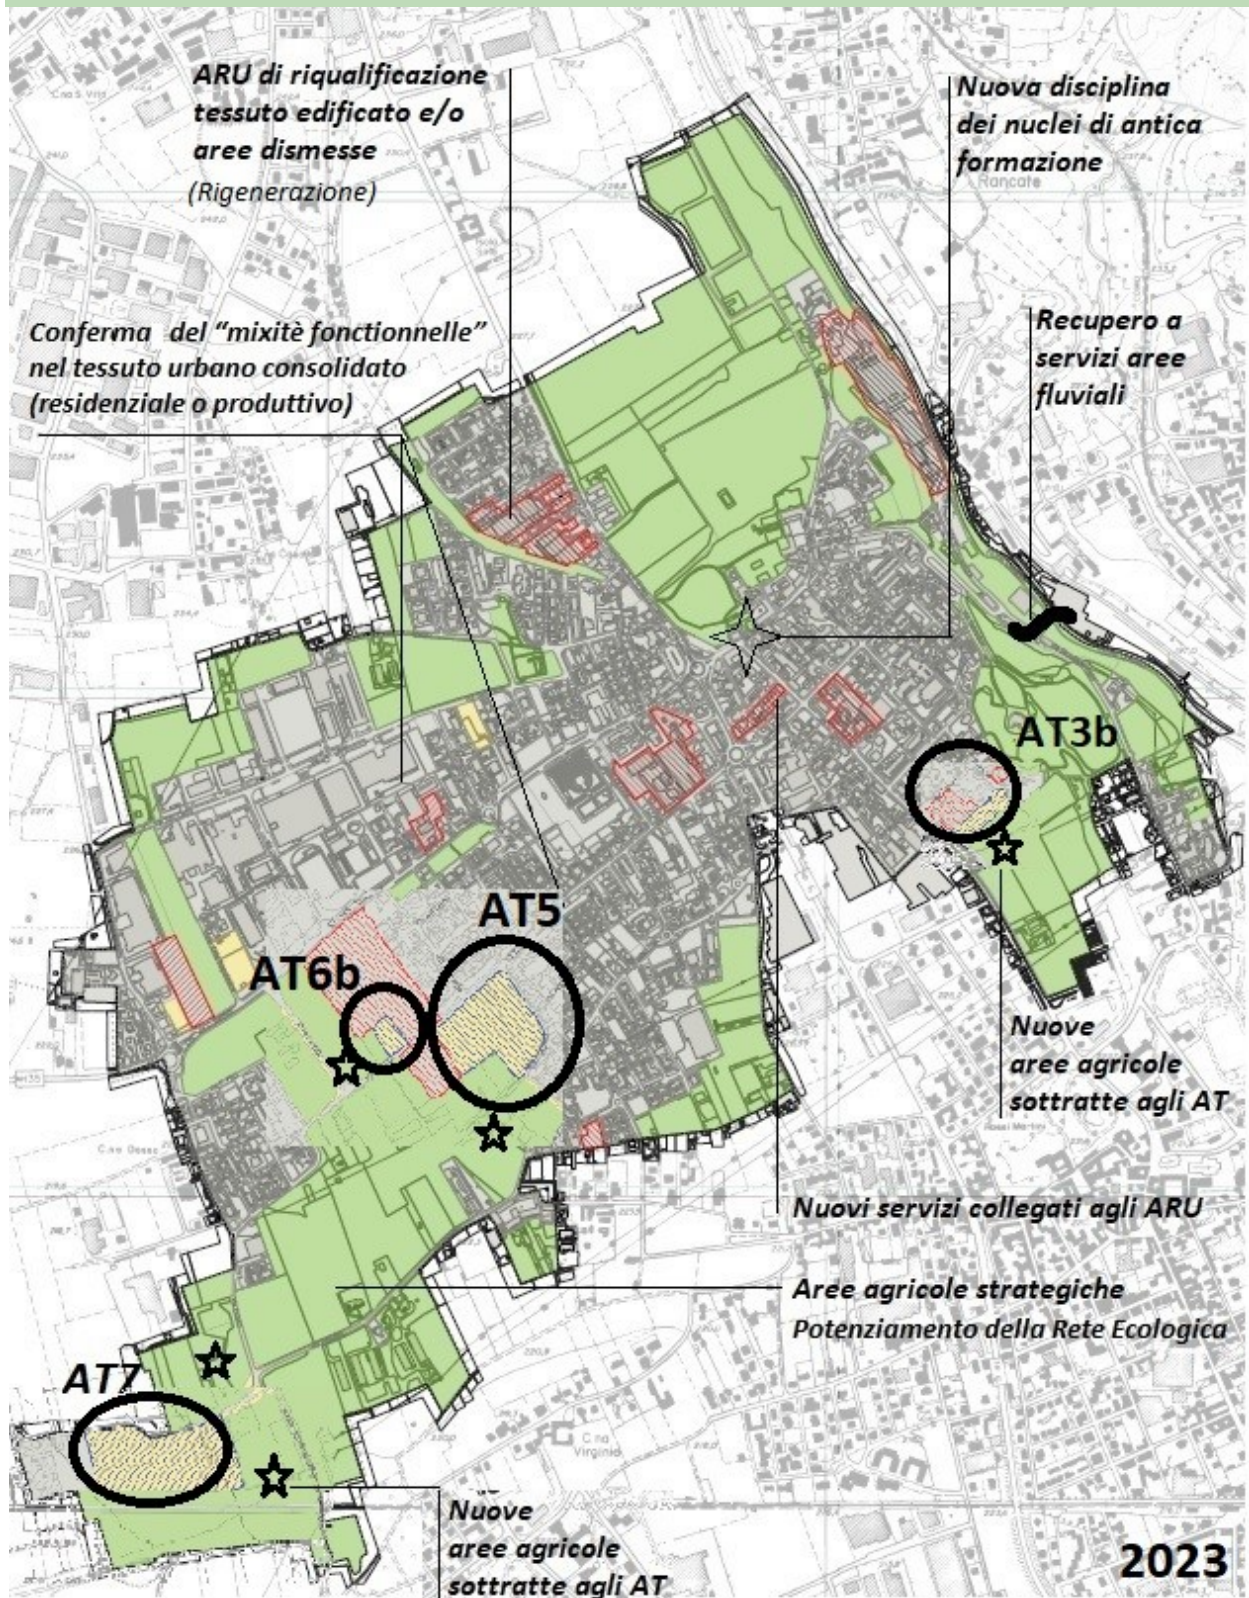 ARU di riqualificazione
tessuto edificato e/o
aree dismesse
(Rigenerazione)
Nuova disciplina
dei nuclei di antica
formazione
Rancate
Conferma del “mixitè fonctionnelle”
nel tessuto urbano consolidato
(residenziale o produttivo)
Recupero a
servizi aree
fluviali
AT3b
AT5
AT6b
Nuove
aree agricole
sottratte agli AT
Nuovi servizi collegati agli ARU
Aree agricole strategiche
Potenziamento della Rete Ecologica
AT7
C.na
Virginia
Nuove
aree agricole
sottratte agli AT
2023